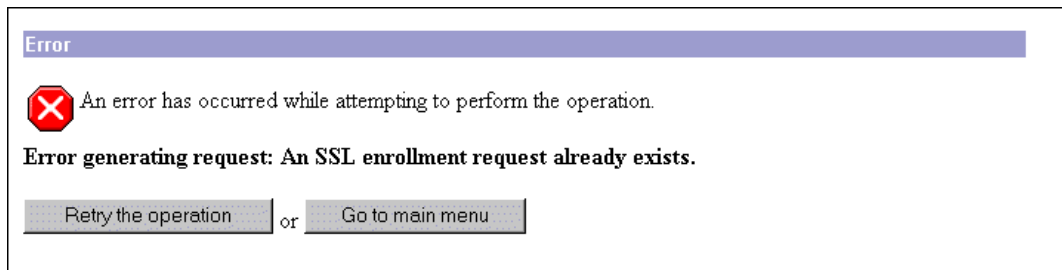 Error
An error has occurred while attempting to perform the operation.
Error generating request: An SSL enrollment request already exists.
Retry the operation or Go to main menu